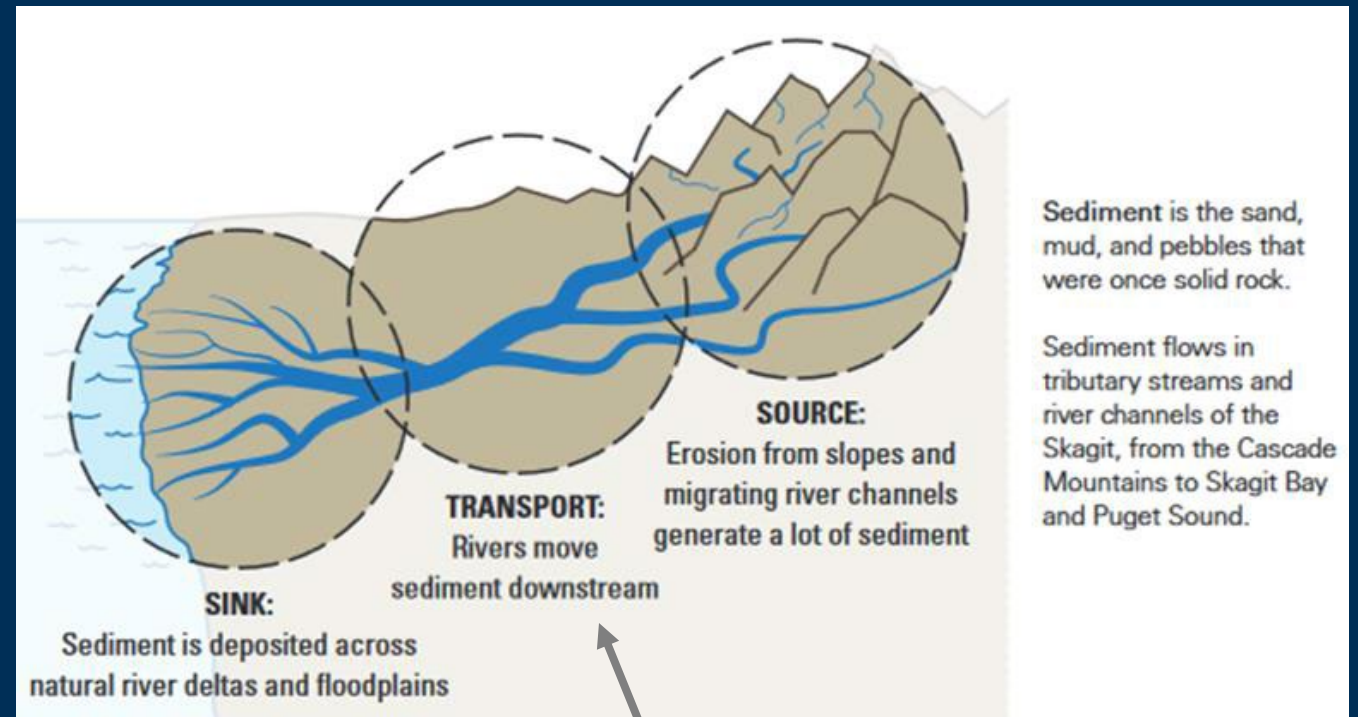 Sediment is the sand,
mud, and pebbles that
were once solid rock.
Sediment flows in
tributary streams and
river channels of the
Skagit, from the Cascade
Mountains to Skagit Bay
and Puget Sound.
SOURCE:
Erosion from slopes and
migrating river channels
generate a lot of sediment
TRANSPORT:
Rivers move
sediment downstream
SINK:
Sediment is deposited across
natural river deltas and floodplains